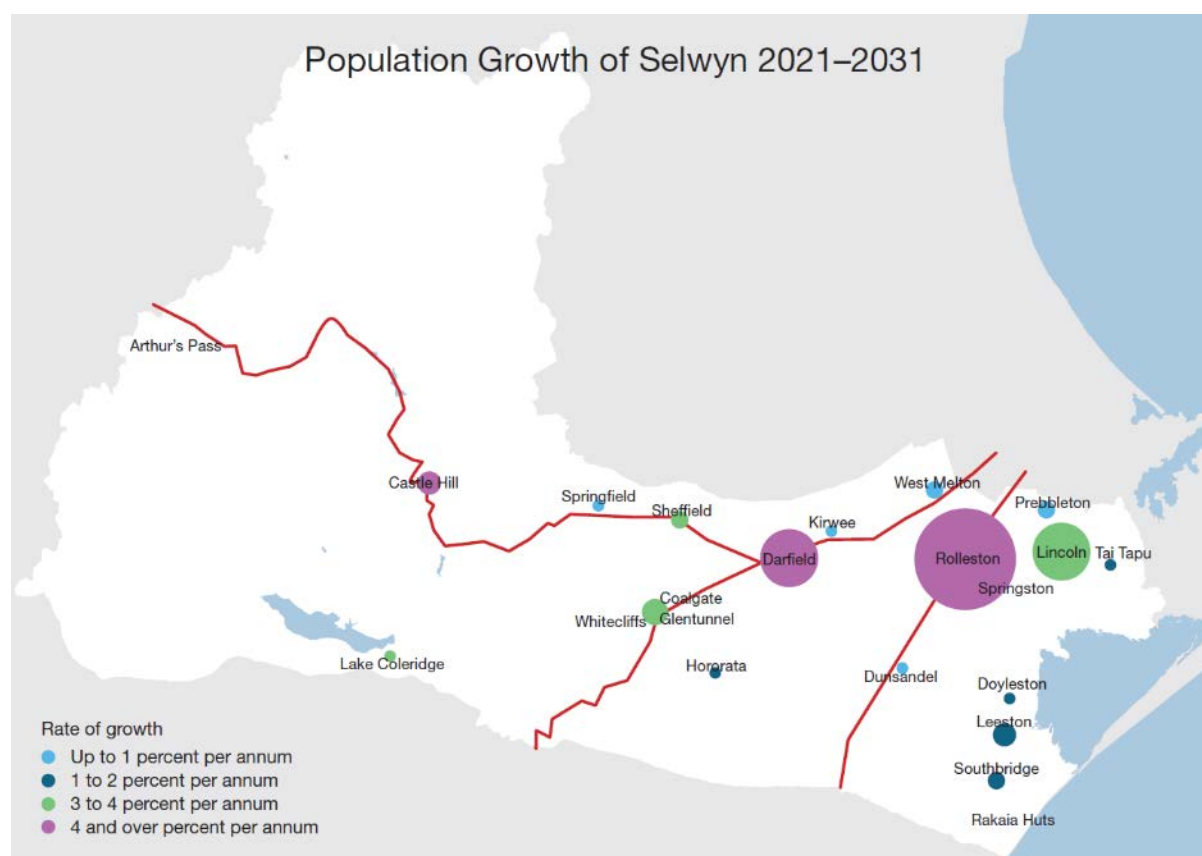 Population Growth of Selwyn 2021–2031
Arthur's Pass
Castle Hill
Springfield
Sheffield
West Melton
Kirwee
Prebbleton
Darfield
Rolleston
Lincoln
Tai Tapu
Springston
Coalgate
Whitecliffs
Glentunnel
Lake Coleridge
Hororata
Dunsandel
Doyleston
Leeston
Southbridge
Rakaia Huts
Rate of growth
Up to 1 percent per annum
1 to 2 percent per annum
3 to 4 percent per annum
4 and over percent per annum